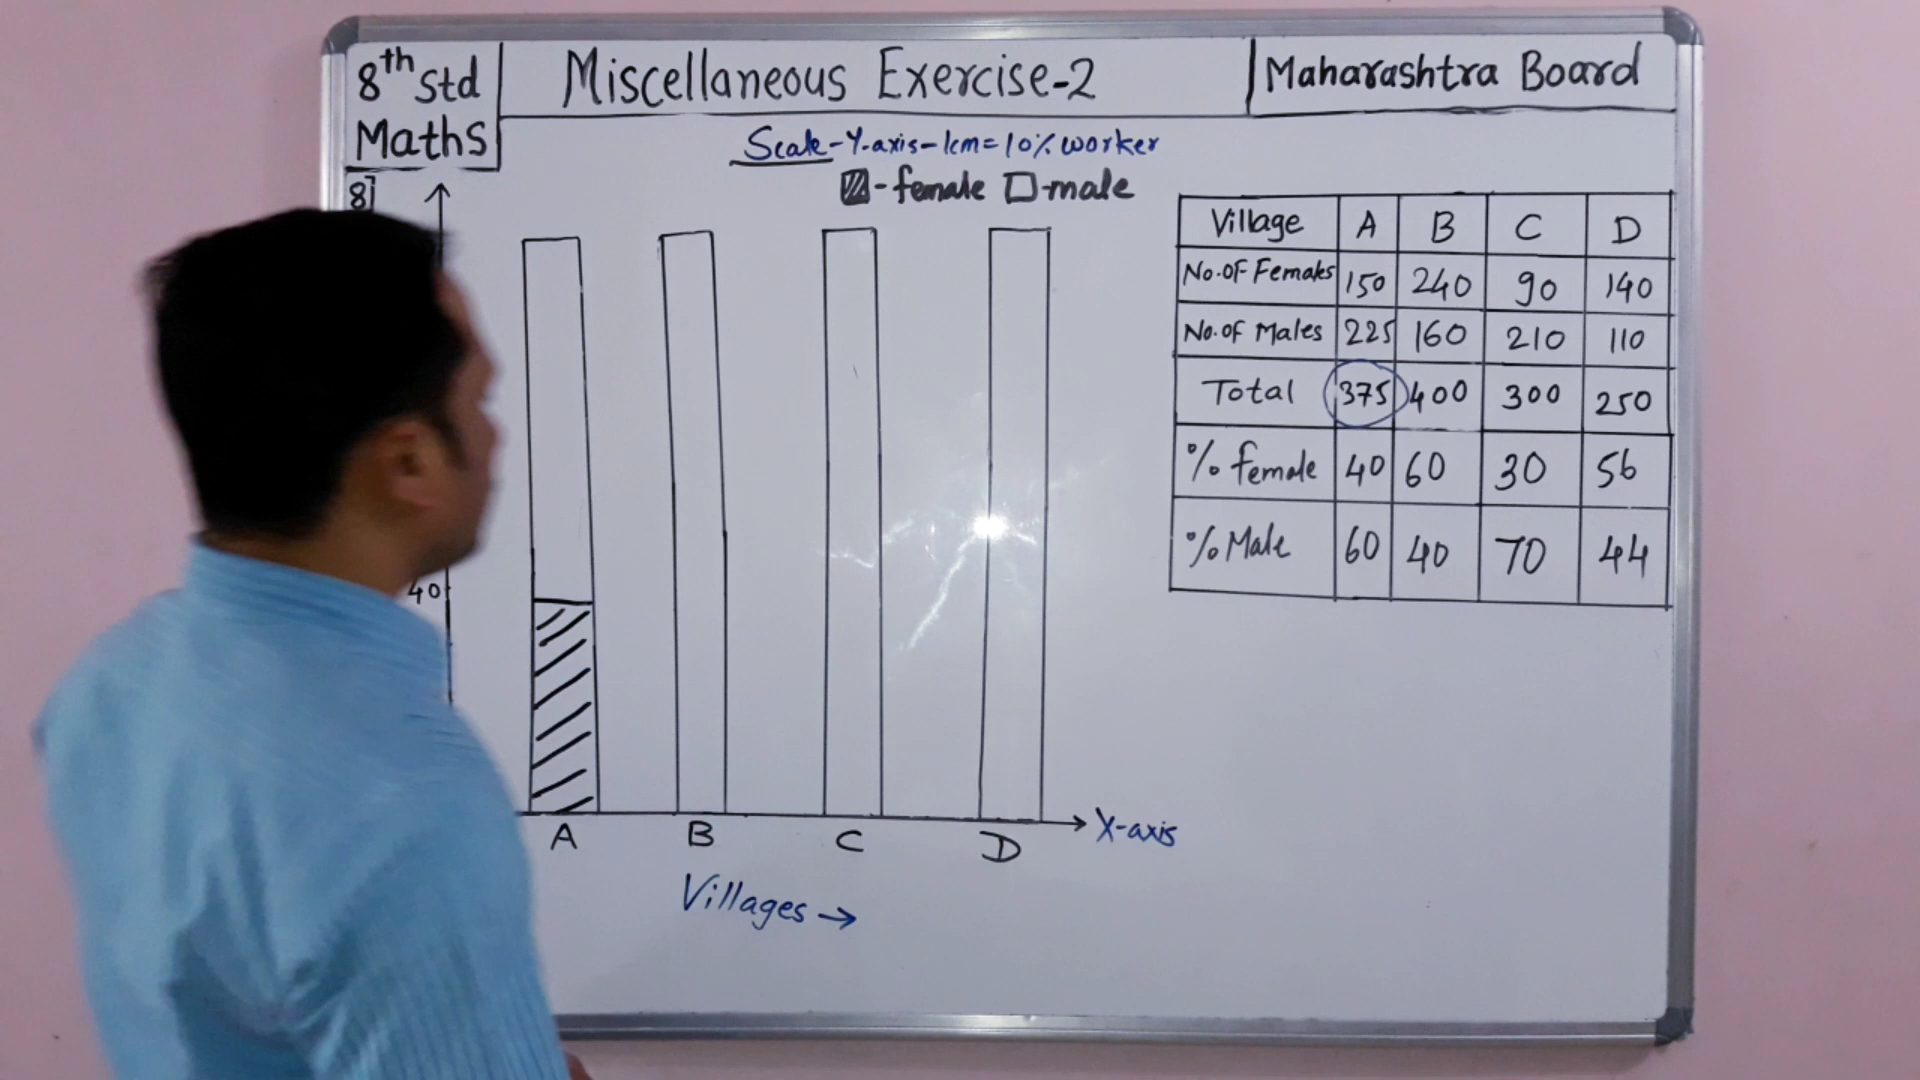 8th Std
Maths
Miscellaneous Exercise-2
Maharashtra Board
Scale-Y-axis-1cm=10% worker
-female -male
8]
40
A B C D
X-axis
Villages →
Village A B C D
No.OF Females 150 240 90 140
No.of Males 225 160 210 110
Total 375 400 300 250
% female 40 60 30 56
% Male 60 40 70 44